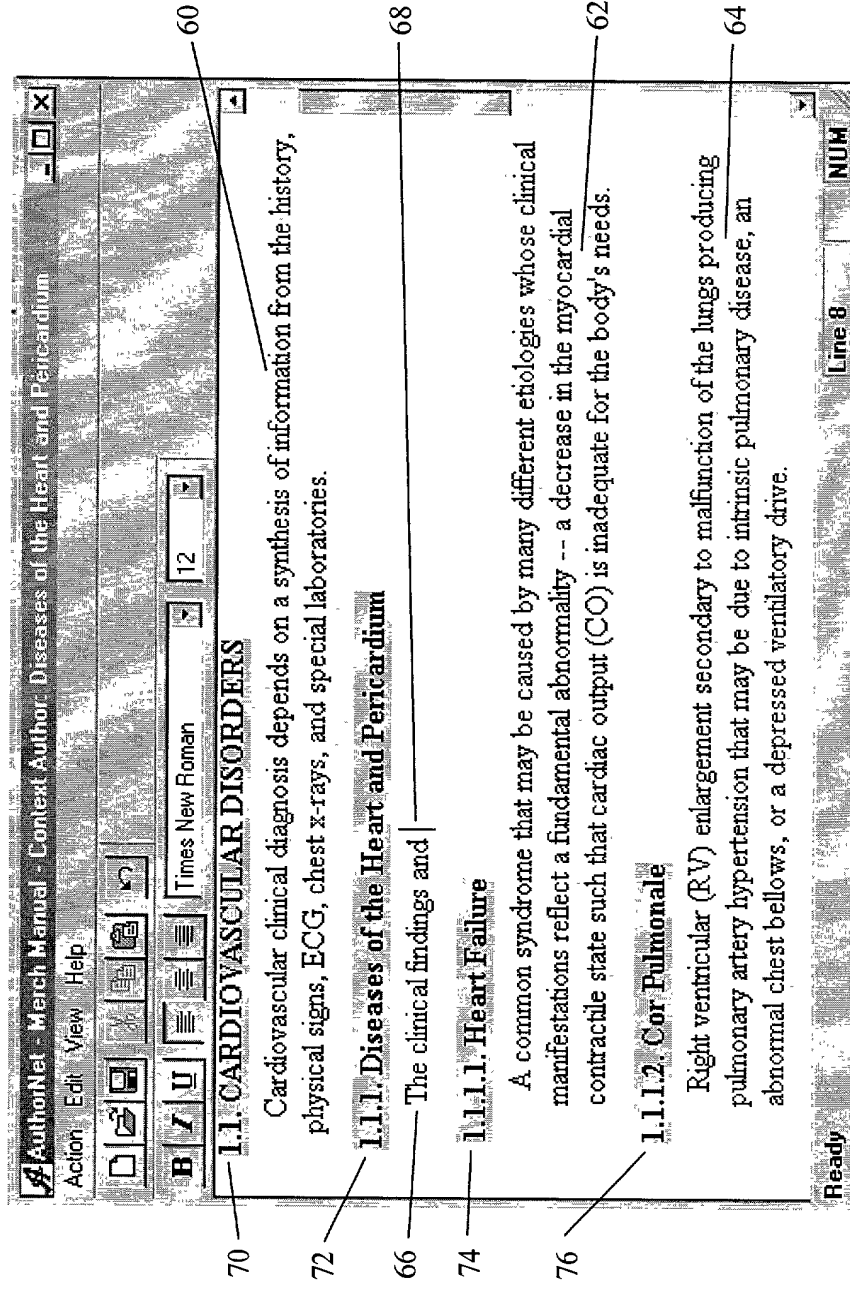 AuthorNet - Merch Manual - Context Author: Diseases of the Heart and Pericardium
Action Edit View Help
B I U Times New Roman 12
70 1.1. CARDIOVASCULAR DISORDERS
Cardiovascular clinical diagnosis depends on a synthesis of information from the history, 60
physical signs, ECG, chest x-rays, and special laboratories.
72 1.1.1. Diseases of the Heart and Pericardium
66 The clinical findings and 68
74 1.1.1.1. Heart Failure
A common syndrome that may be caused by many different etiologies whose clinical
manifestations reflect a fundamental abnormality -- a decrease in the myocardial
contractile state such that cardiac output (CO) is inadequate for the body's needs. 62
76 1.1.1.2. Cor Pulmonale
Right ventricular (RV) enlargement secondary to malfunction of the lungs producing
pulmonary artery hypertension that may be due to intrinsic pulmonary disease, an 64
abnormal chest bellows, or a depressed ventilatory drive.
Ready Line 8 NUM